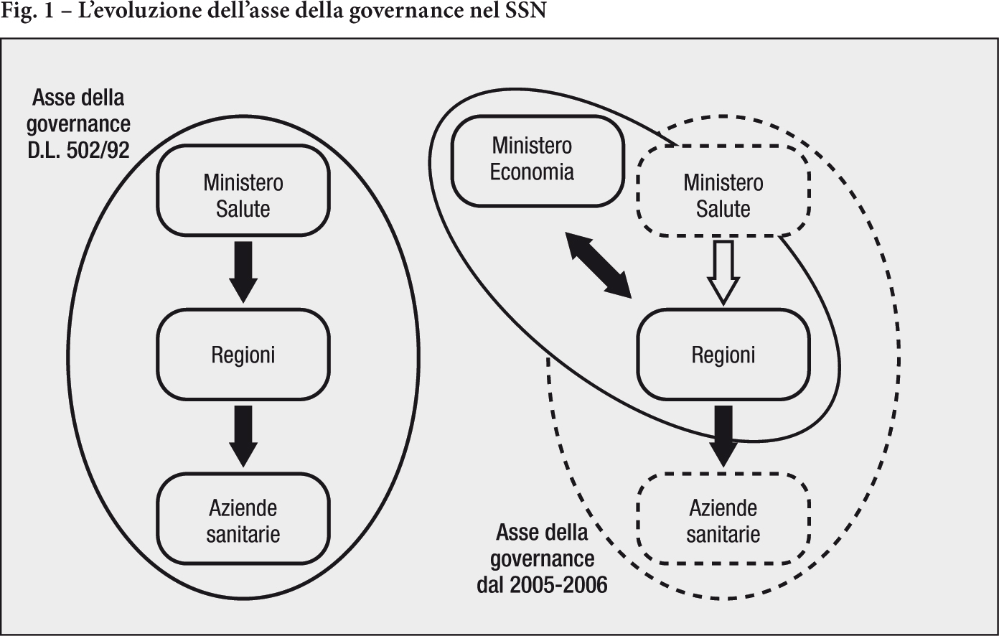 Fig. 1 – L’evoluzione dell’asse della governance nel SSN
Asse della
governance
D.L. 502/92
Ministero
Salute
Regioni
Aziende
sanitarie
Ministero
Economia
Ministero
Salute
Regioni
Aziende
sanitarie
Asse della
governance
dal 2005-2006